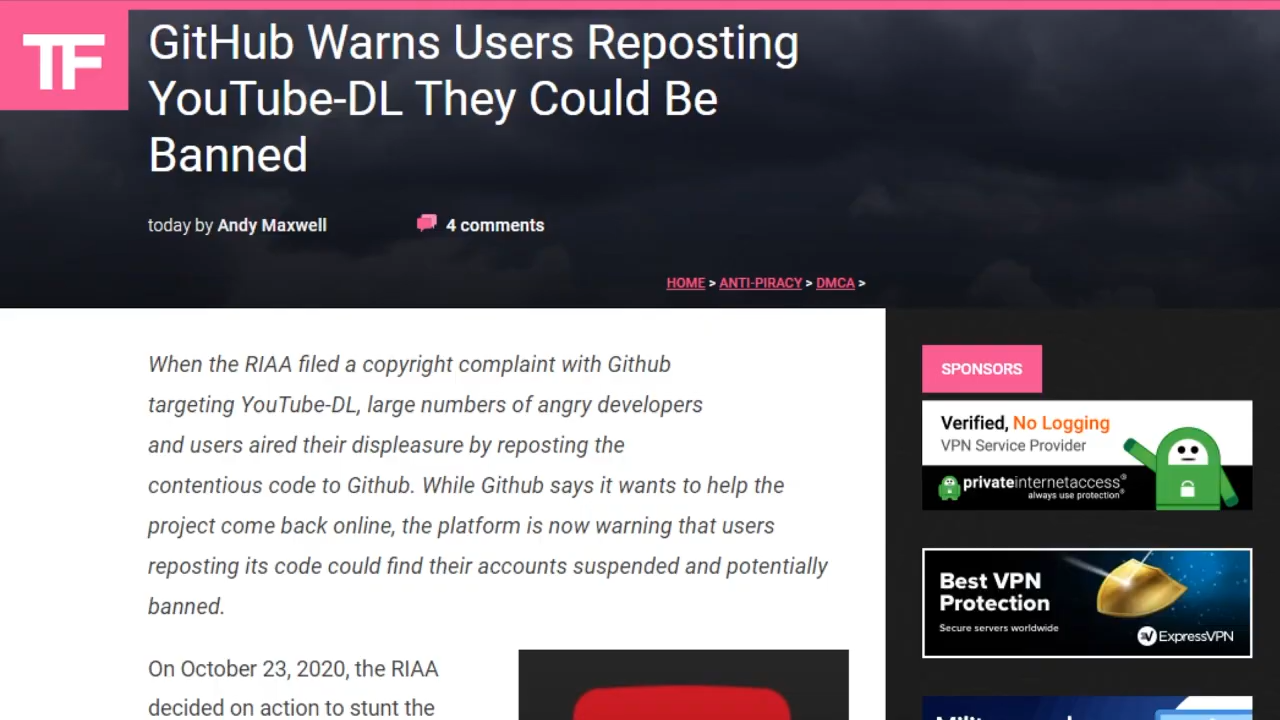 TF
GitHub Warns Users Reposting
YouTube-DL They Could Be
Banned
today by Andy Maxwell
4 comments
HOME > ANTI-PIRACY > DMCA >
When the RIAA filed a copyright complaint with Github
targeting YouTube-DL, large numbers of angry developers
and users aired their displeasure by reposting the
contentious code to Github. While Github says it wants to help the
project come back online, the platform is now warning that users
reposting its code could find their accounts suspended and potentially
banned.
On October 23, 2020, the RIAA
decided on action to stunt the
SPONSORS
Verified, No Logging
VPN Service Provider
privateinternetaccess®
always use protection®
Best VPN
Protection
Secure servers worldwide
ExpressVPN